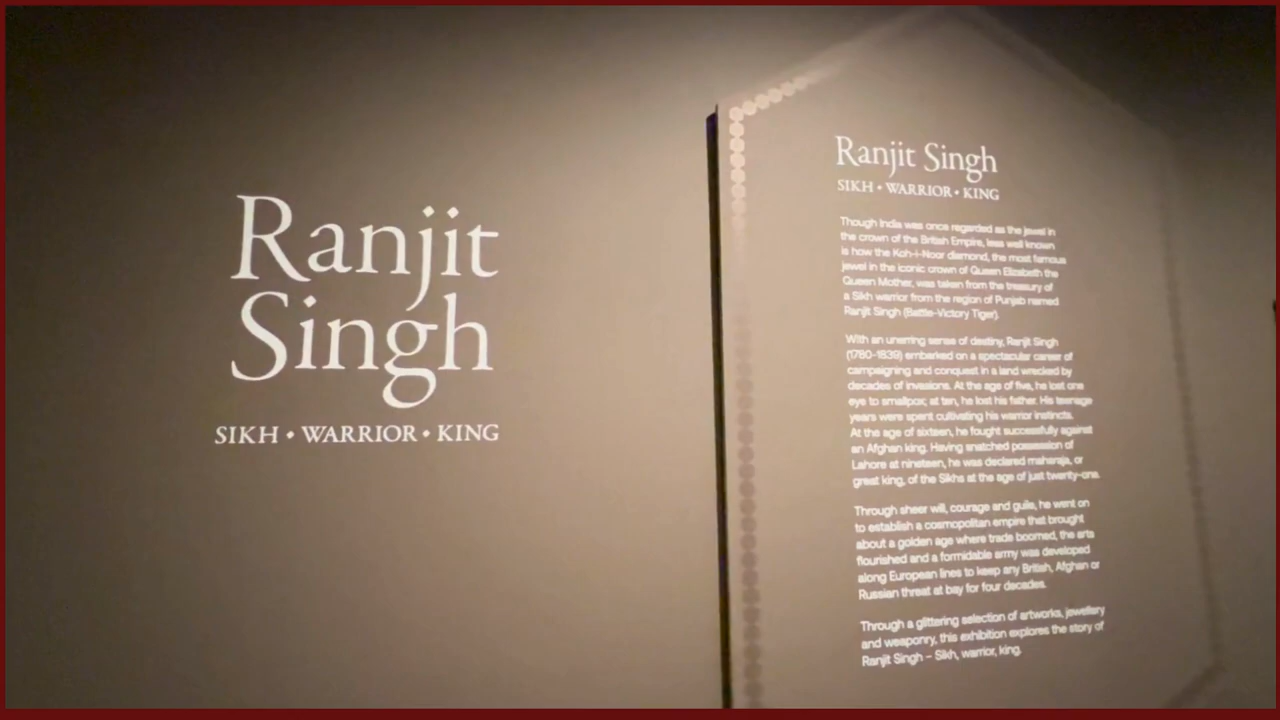 Ranjit
Singh
SIKH • WARRIOR • KING
Ranjit Singh
SIKH • WARRIOR • KING
Though India was once regarded as the jewel in
the crown of the British Empire, less well known
is how the Koh-i-Noor diamond, the most famous
jewel in the iconic crown of Queen Elizabeth the
Queen Mother, was taken from the treasury of
a Sikh warrior from the region of Punjab named
Ranjit Singh (Battle-Victory Tiger).
With an unerring sense of destiny, Ranjit Singh
(1780-1839) embarked on a spectacular career of
campaigning and conquest in a land wrecked by
decades of invasions. At the age of five, he lost one
eye to smallpox; at ten, he lost his father. His teenage
years were spent cultivating his warrior instincts.
At the age of sixteen, he fought successfully against
an Afghan king. Having snatched possession of
Lahore at nineteen, he was declared maharaja, or
great king, of the Sikhs at the age of just twenty-one.
Through sheer will, courage and guile, he went on
to establish a cosmopolitan empire that brought
about a golden age where trade boomed, the arts
flourished and a formidable army was developed
along European lines to keep any British, Afghan or
Russian threat at bay for four decades.
Through a glittering selection of artworks, jewellery
and weaponry, this exhibition explores the story of
Ranjit Singh – Sikh, warrior, king.